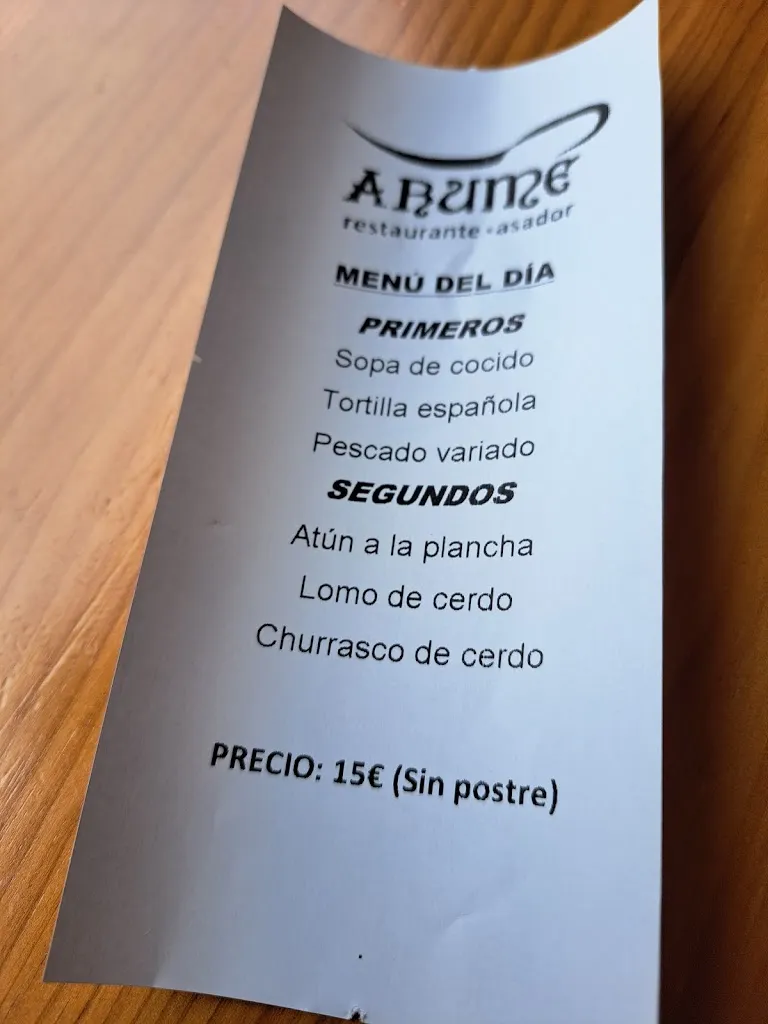 ARUME
restaurante - asador
MENÚ DEL DÍA
PRIMEROS
Sopa de cocido
Tortilla española
Pescado variado
SEGUNDOS
Atún a la plancha
Lomo de cerdo
Churrasco de cerdo
PRECIO: 15€ (Sin postre)